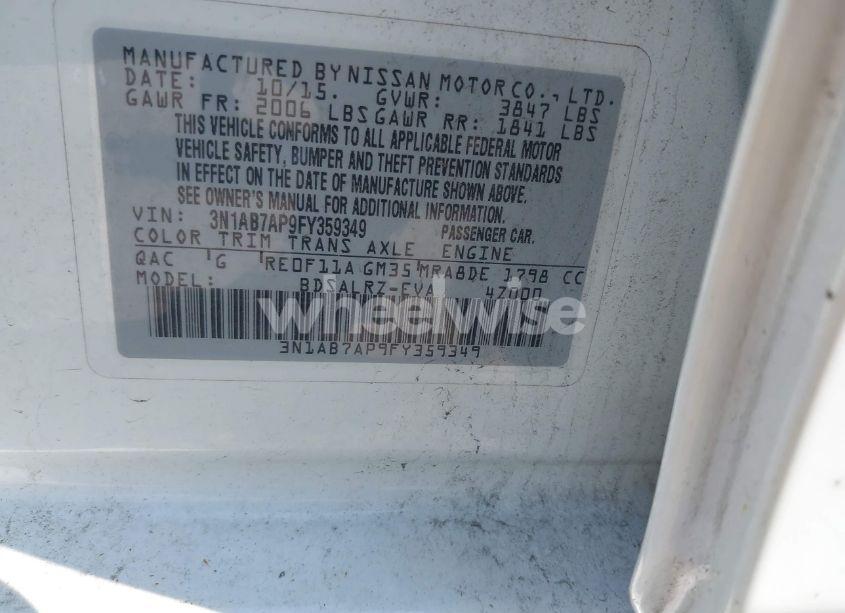 MANUFACTURED BY NISSAN MOTOR CO., LTD.
DATE: 10/15. GVWR: 3847 LBS
GAWR FR: 2006 LBS GAWR RR: 1841 LBS
THIS VEHICLE CONFORMS TO ALL APPLICABLE FEDERAL MOTOR
VEHICLE SAFETY, BUMPER AND THEFT PREVENTION STANDARDS
IN EFFECT ON THE DATE OF MANUFACTURE SHOWN ABOVE.
SEE OWNER'S MANUAL FOR ADDITIONAL INFORMATION.
VIN: 3N1AB7AP9FY359349 PASSENGER CAR.
COLOR TRIM TRANS AXLE ENGINE
QAC G RE0F11A GM35 MRA8DE 1798 CC
MODEL: BDSALRZ-EVA 47000
wheelwise
3N1AB7AP9FY359349